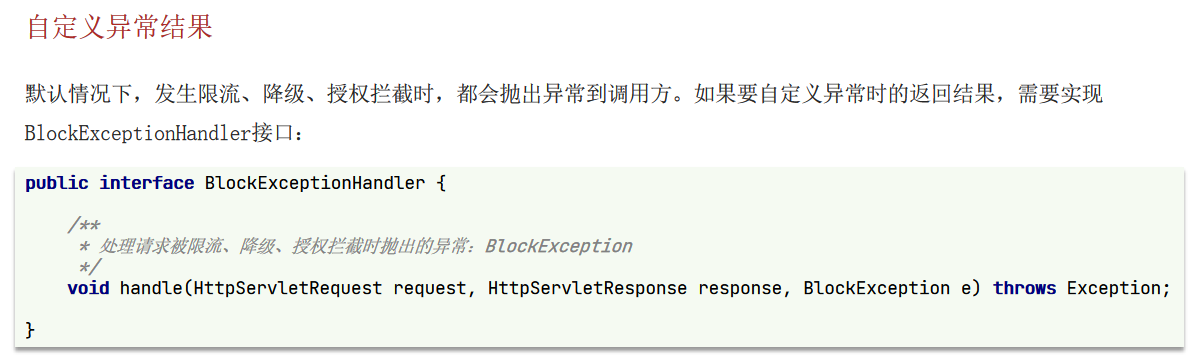 自定义异常结果
默认情况下，发生限流、降级、授权拦截时，都会抛出异常到调用方。如果要自定义异常时的返回结果，需要实现
BlockExceptionHandler接口：
public interface BlockExceptionHandler {
/**
* 处理请求被限流、降级、授权拦截时抛出的异常：BlockException
*/
void handle(HttpServletRequest request, HttpServletResponse response, BlockException e) throws Exception;
}